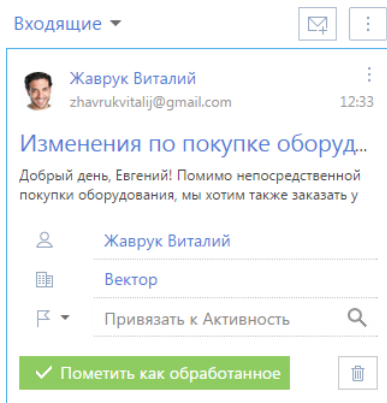 Входящие
Жаврук Виталий
zhavrukvitalij@gmail.com
12:33
Изменения по покупке оборуд...
Добрый день, Евгений! Помимо непосредственной
покупки оборудования, мы хотим также заказать у
Жаврук Виталий
Вектор
Привязать к Активность
Пометить как обработанное